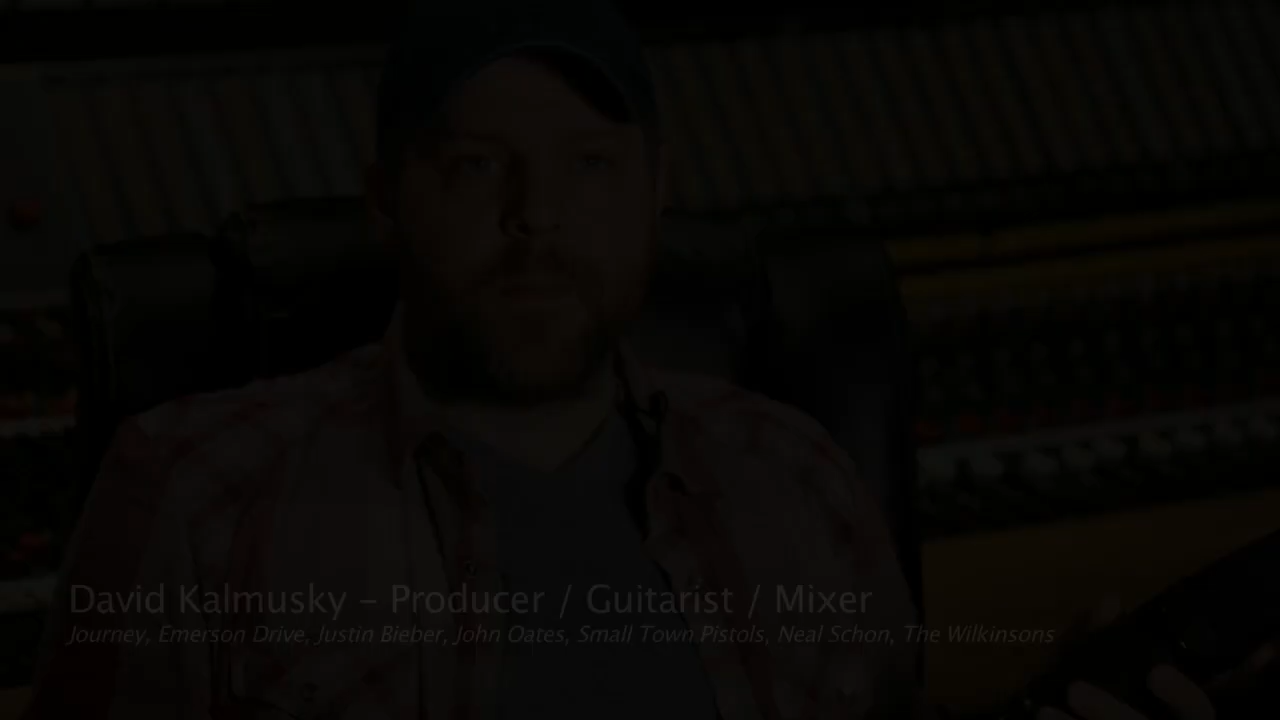 David Kalmusky – Producer / Guitarist / Mixer
Journey, Emerson Drive, Justin Bieber, John Oates, Small Town Pistols, Neal Schon, The Wilkinsons